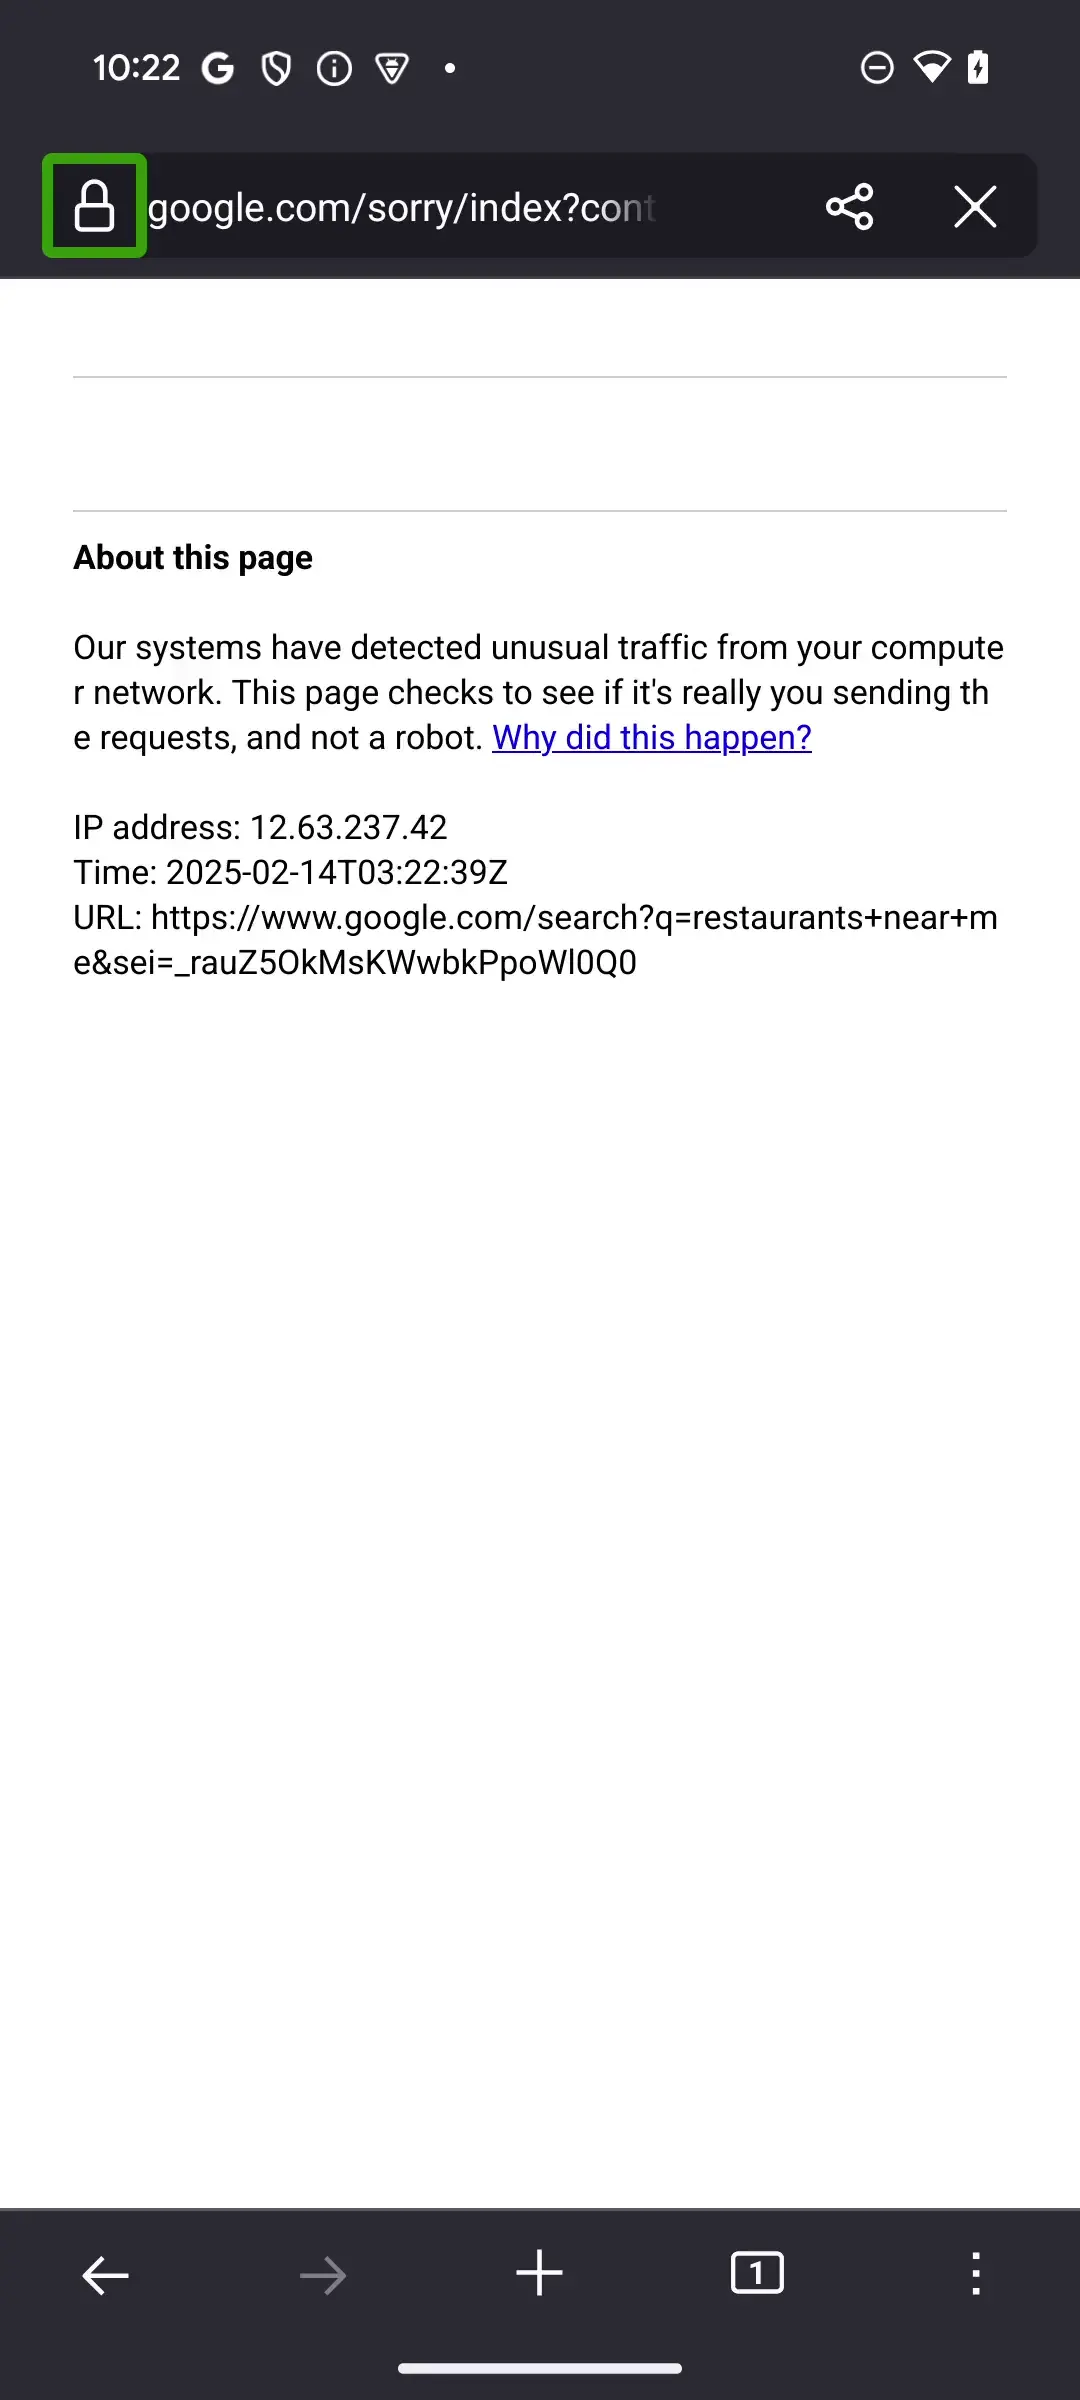 10:22
google.com/sorry/index?cont
About this page
Our systems have detected unusual traffic from your compute
r network. This page checks to see if it's really you sending th
e requests, and not a robot. Why did this happen?
IP address: 12.63.237.42
Time: 2025-02-14T03:22:39Z
URL: https://www.google.com/search?q=restaurants+near+m
e&sei=_rauZ5OkMsKWwbkPpoWl0Q0
1